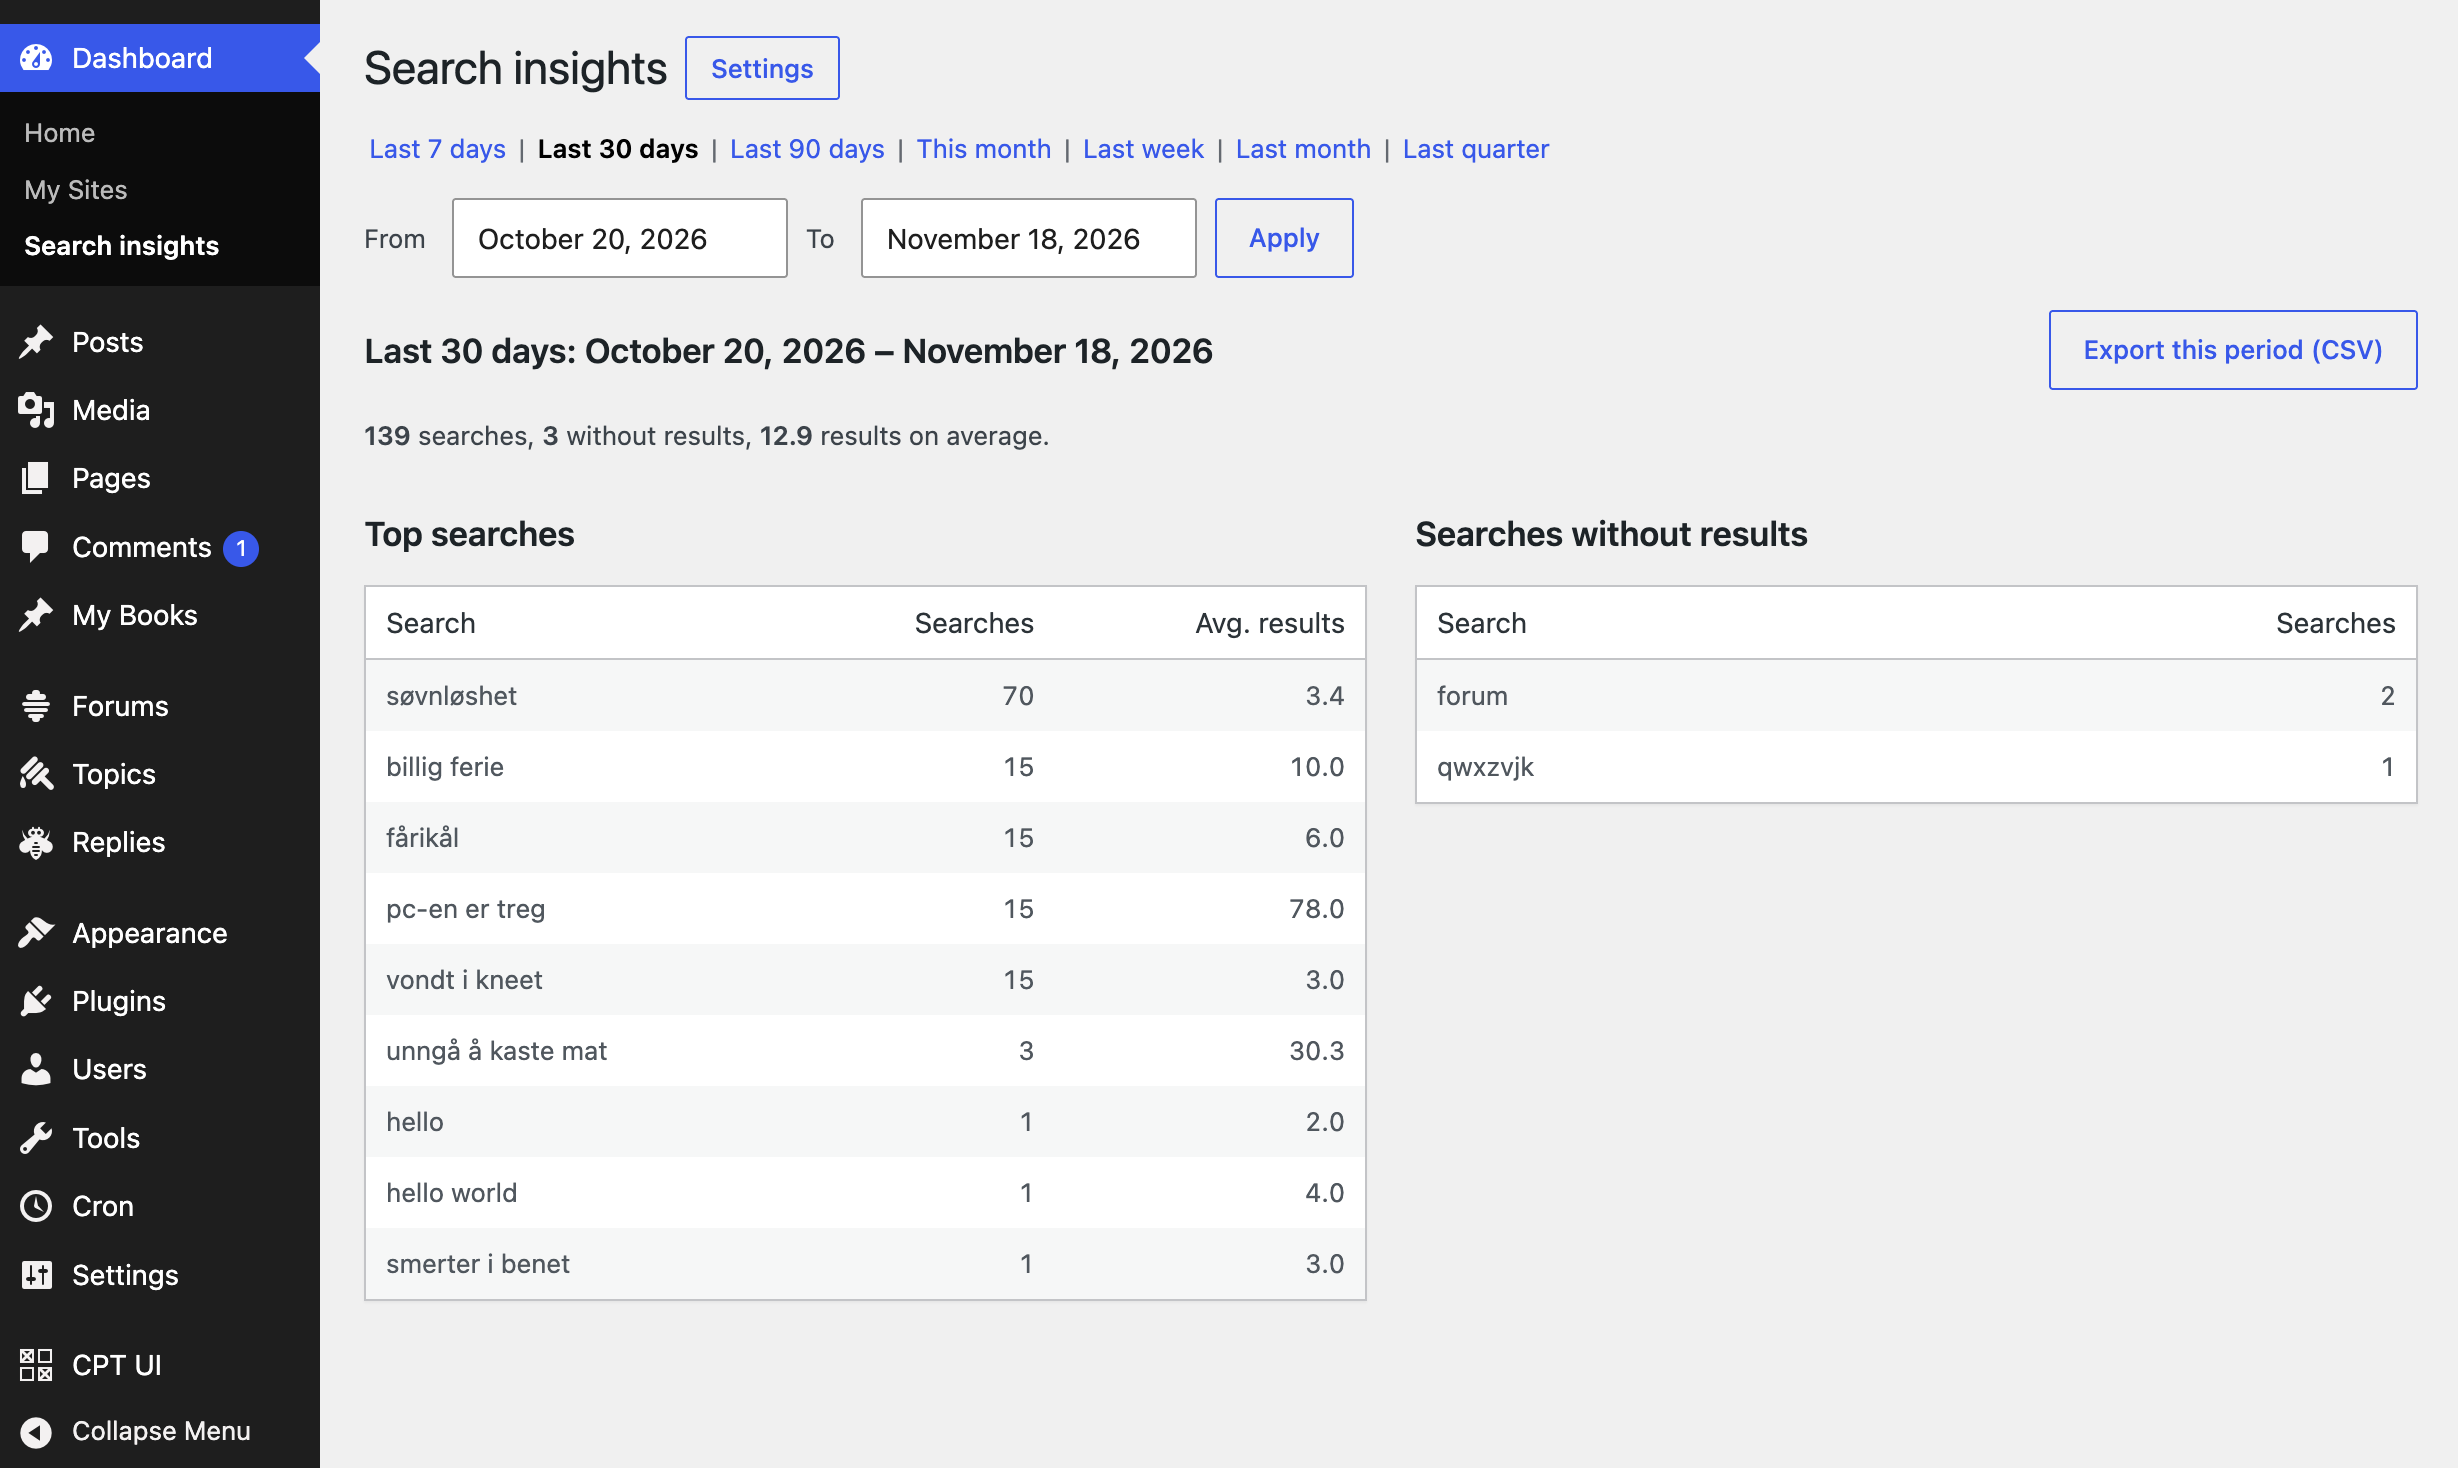 Dashboard
Home
My Sites
Search insights
Posts
Media
Pages
Comments 1
My Books
Forums
Topics
Replies
Appearance
Plugins
Users
Tools
Cron
Settings
CPT UI
Collapse Menu
Search insights Settings
Last 7 days | Last 30 days | Last 90 days | This month | Last week | Last month | Last quarter
From October 20, 2026 To November 18, 2026 Apply
Last 30 days: October 20, 2026 – November 18, 2026 Export this period (CSV)
139 searches, 3 without results, 12.9 results on average.
Top searches
Search Searches Avg. results
søvnløshet 70 3.4
billig ferie 15 10.0
fårikål 15 6.0
pc-en er treg 15 78.0
vondt i kneet 15 3.0
unngå å kaste mat 3 30.3
hello 1 2.0
hello world 1 4.0
smerter i benet 1 3.0
Searches without results
Search Searches
forum 2
qwxzvjk 1